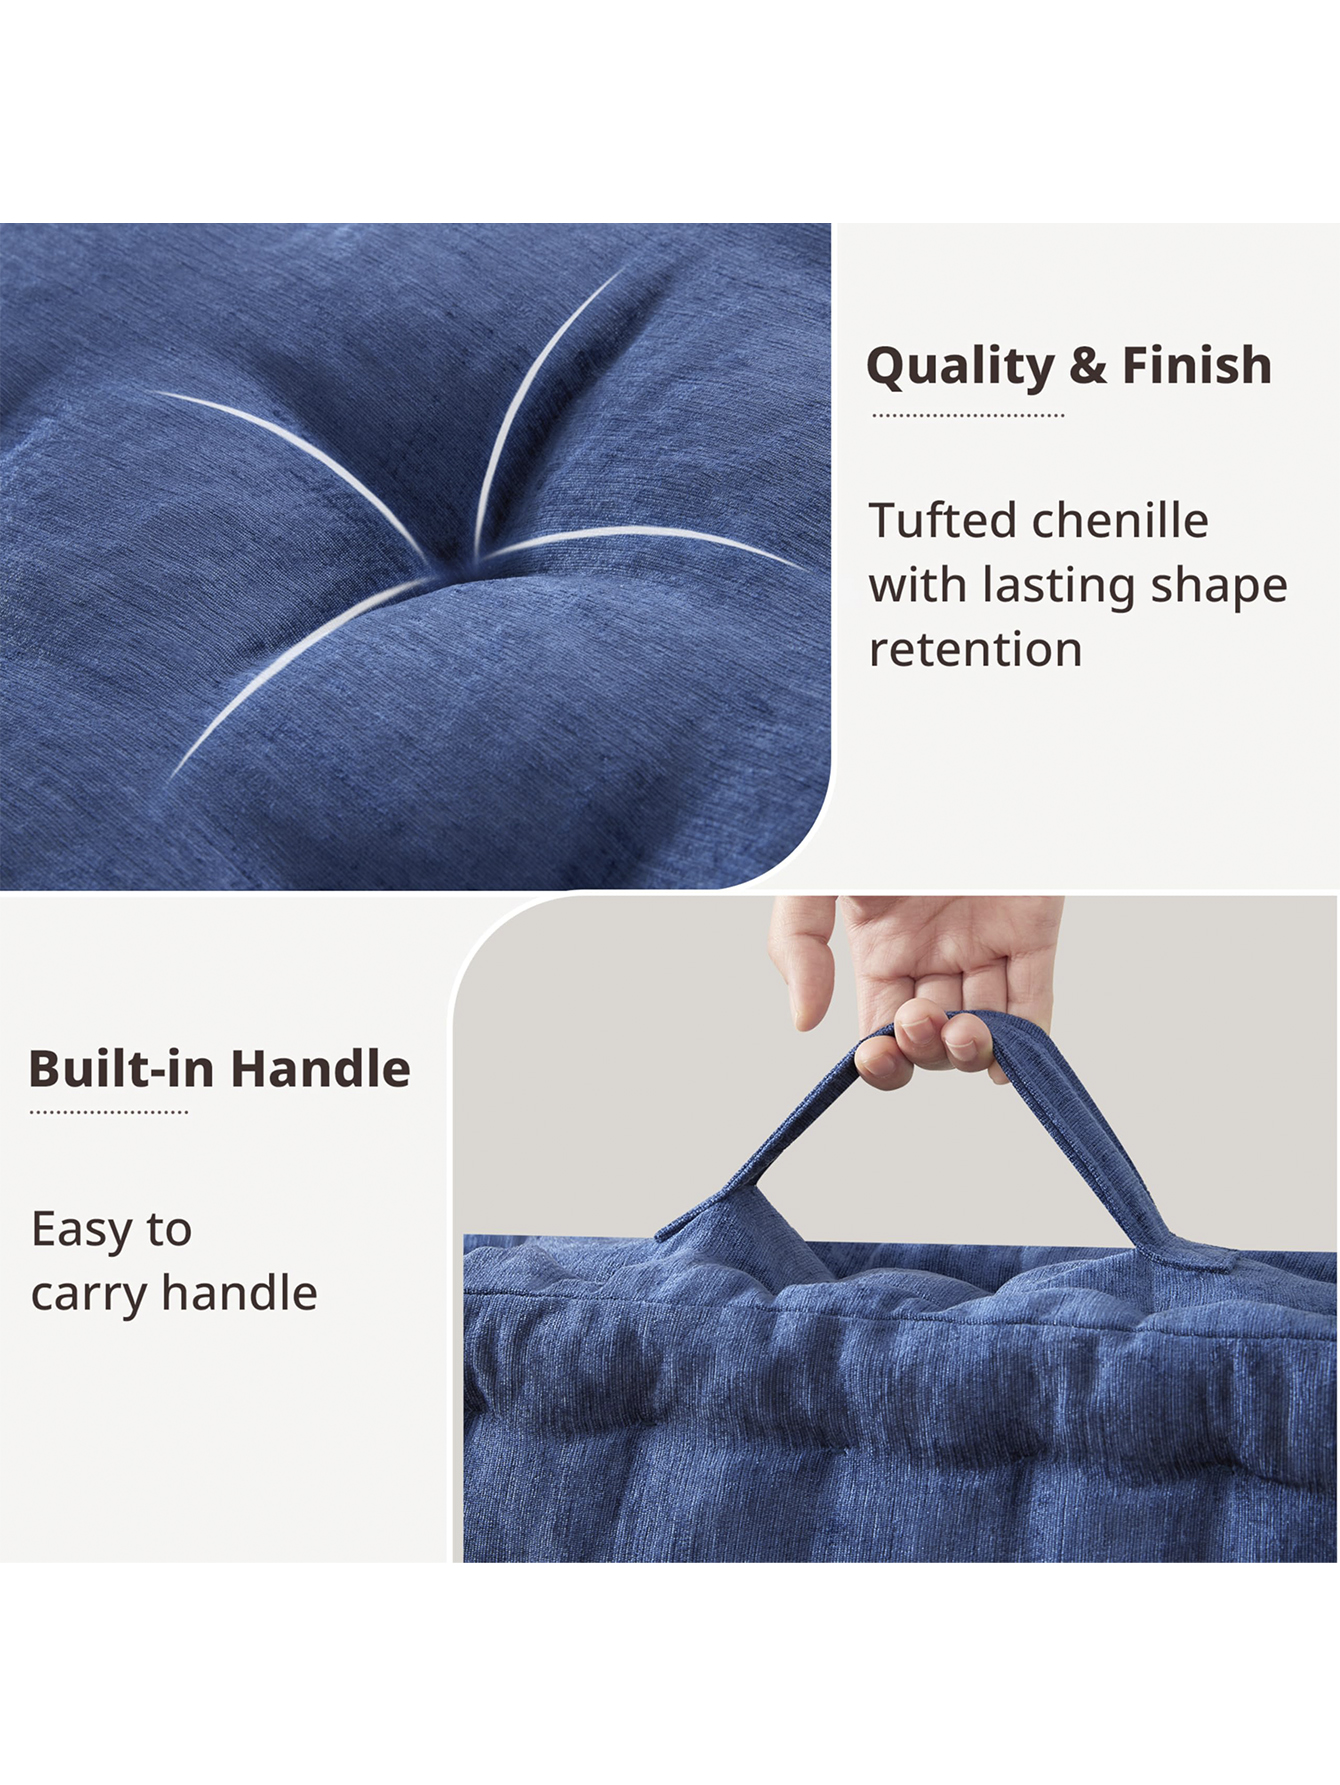 Quality & Finish
Tufted chenille
with lasting shape
retention
Built-in Handle
Easy to
carry handle